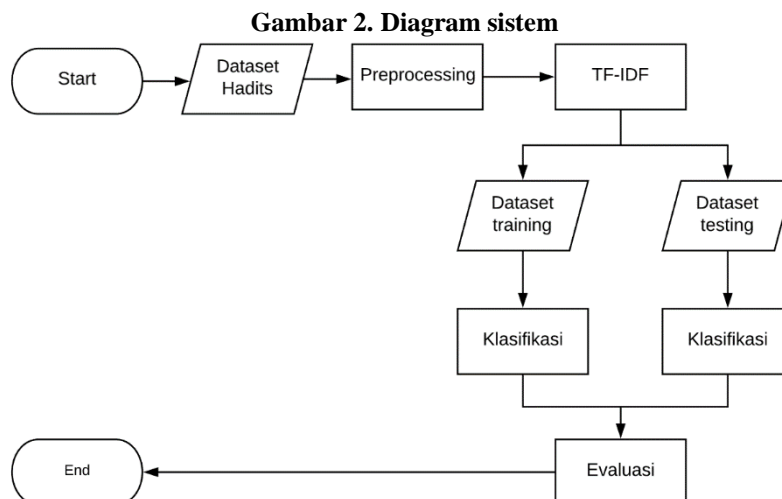 Gambar 2. Diagram sistem
Start
Dataset
Hadits
Preprocessing
TF-IDF
Dataset
training
Dataset
testing
Klasifikasi
Klasifikasi
Evaluasi
End